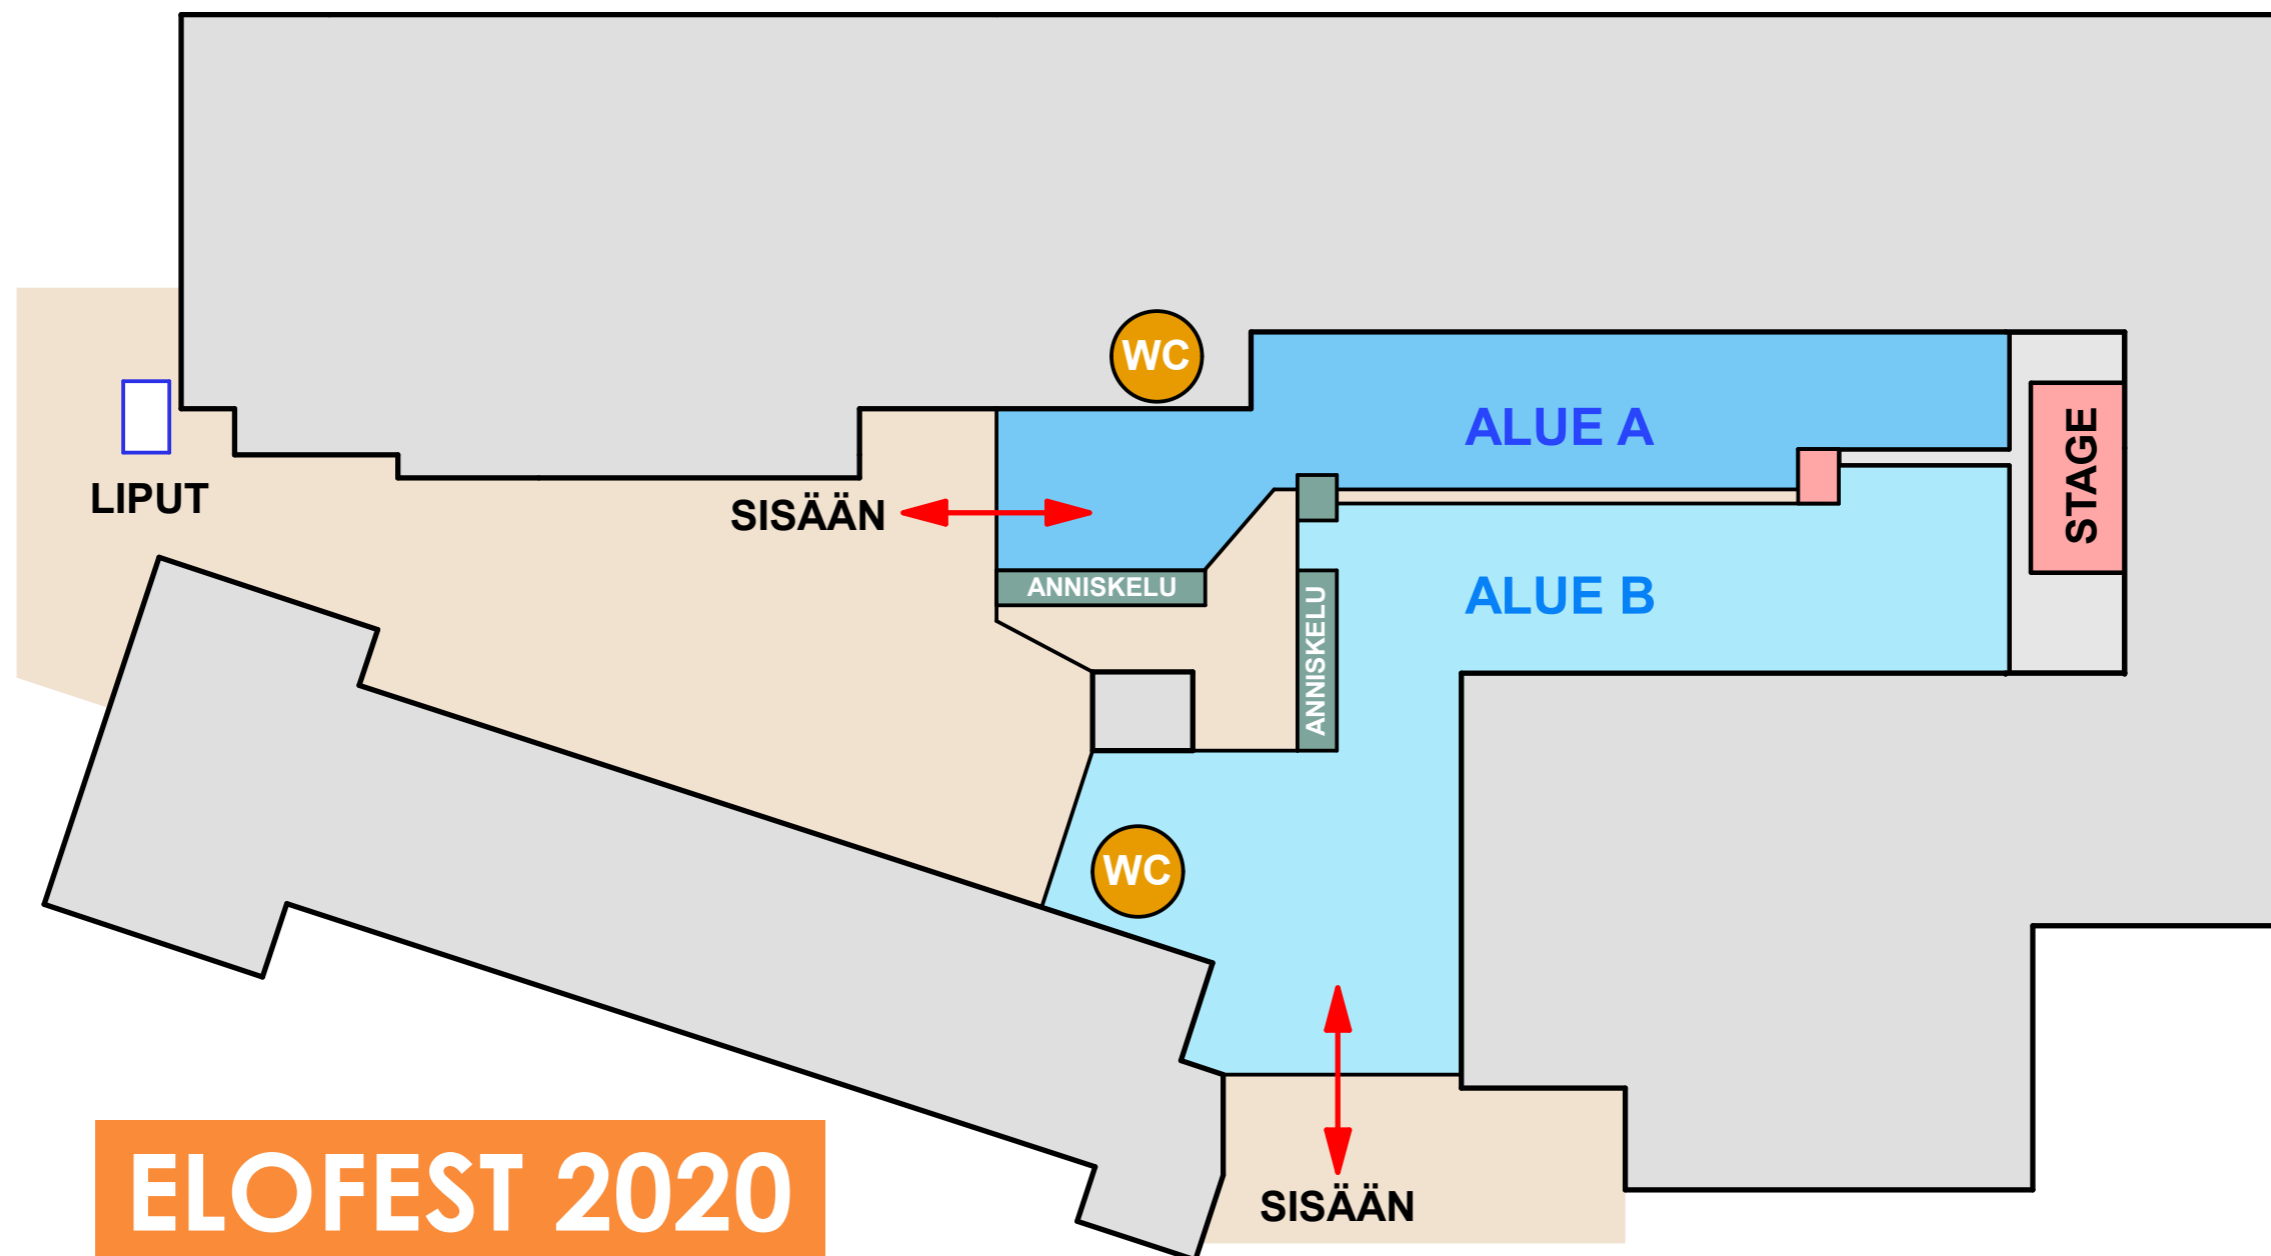 WC
ALUE A
STAGE
LIPUT
SISÄÄN
ANNISKELU
ANNISKELU
ALUE B
WC
SISÄÄN
ELOFEST 2020